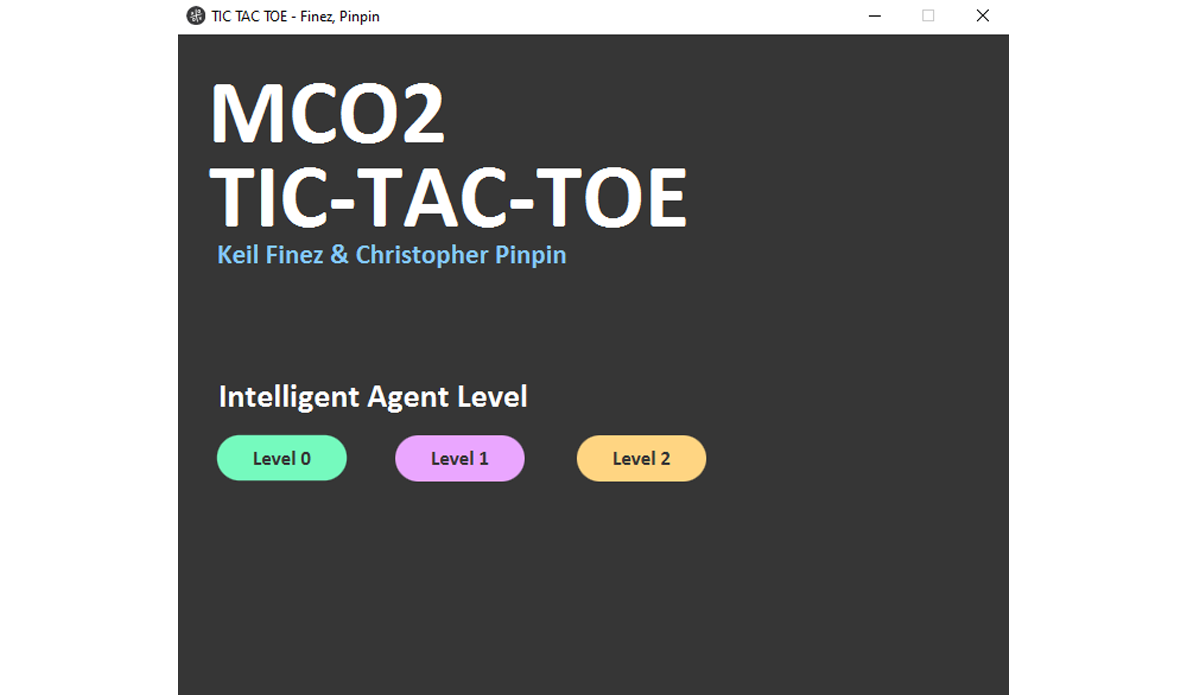 TIC TAC TOE - Finez, Pinpin
MCO2
TIC-TAC-TOE
Keil Finez & Christopher Pinpin
Intelligent Agent Level
Level 0 Level 1 Level 2